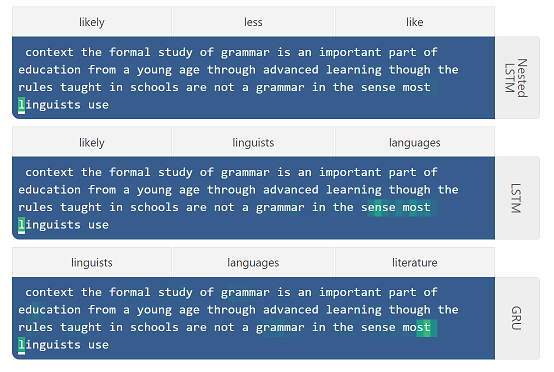 likely less like
context the formal study of grammar is an important part of
education from a young age through advanced learning though the
rules taught in schools are not a grammar in the sense most
linguists use
Nested
LSTM
likely linguists languages
context the formal study of grammar is an important part of
education from a young age through advanced learning though the
rules taught in schools are not a grammar in the sense most
linguists use
LSTM
linguists languages literature
context the formal study of grammar is an important part of
education from a young age through advanced learning though the
rules taught in schools are not a grammar in the sense most
linguists use
GRU